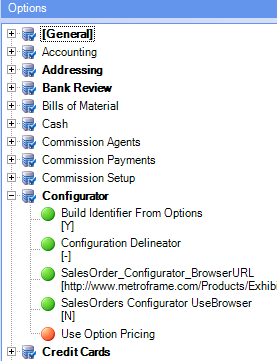 Options
[General]
Accounting
Addressing
Bank Review
Bills of Material
Cash
Commission Agents
Commission Payments
Commission Setup
Configurator
Build Identifier From Options
[Y]
Configuration Delineator
[-]
SalesOrder_Configurator_BrowserURL
[http://www.metroframe.com/Products/Exhibi
SalesOrders Configurator UseBrowser
[N]
Use Option Pricing
Credit Cards